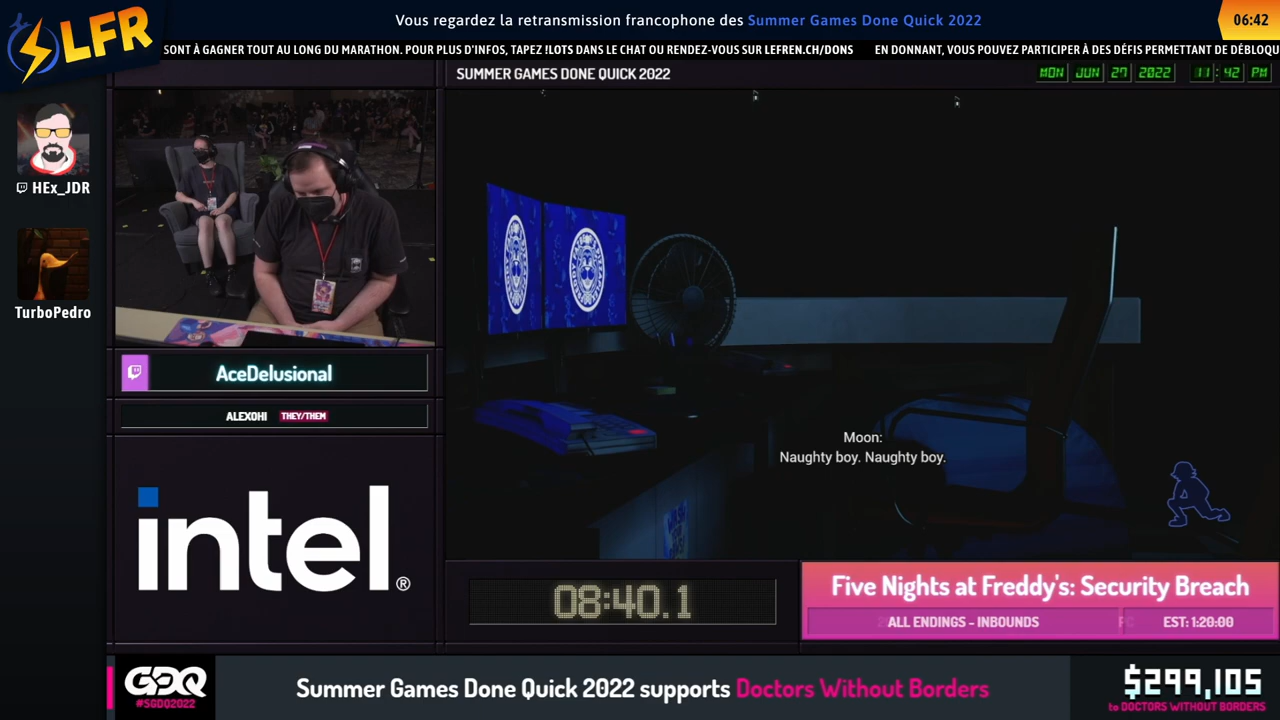 LFR
Vous regardez la retransmission francophone des Summer Games Done Quick 2022
06:42
SONT À GAGNER TOUT AU LONG DU MARATHON. POUR PLUS D'INFOS, TAPEZ !LOTS DANS LE CHAT OU RENDEZ-VOUS SUR LEFREN.CH/DONS EN DONNANT, VOUS POUVEZ PARTICIPER À DES DÉFIS PERMETTANT DE DÉBLOQU
SUMMER GAMES DONE QUICK 2022
MON JUN 27 2022 11:42 PM
HEx_JDR
TurboPedro
AceDelusional
ALEXOHI THEY/THEM
intel®
Moon:
Naughty boy. Naughty boy.
08:40.1
Five Nights at Freddy's: Security Breach
ALL ENDINGS - INBOUNDS PC EST: 1:20:00
GDQ
#SGDQ2022
Summer Games Done Quick 2022 supports Doctors Without Borders
$299,105
to DOCTORS WITHOUT BORDERS